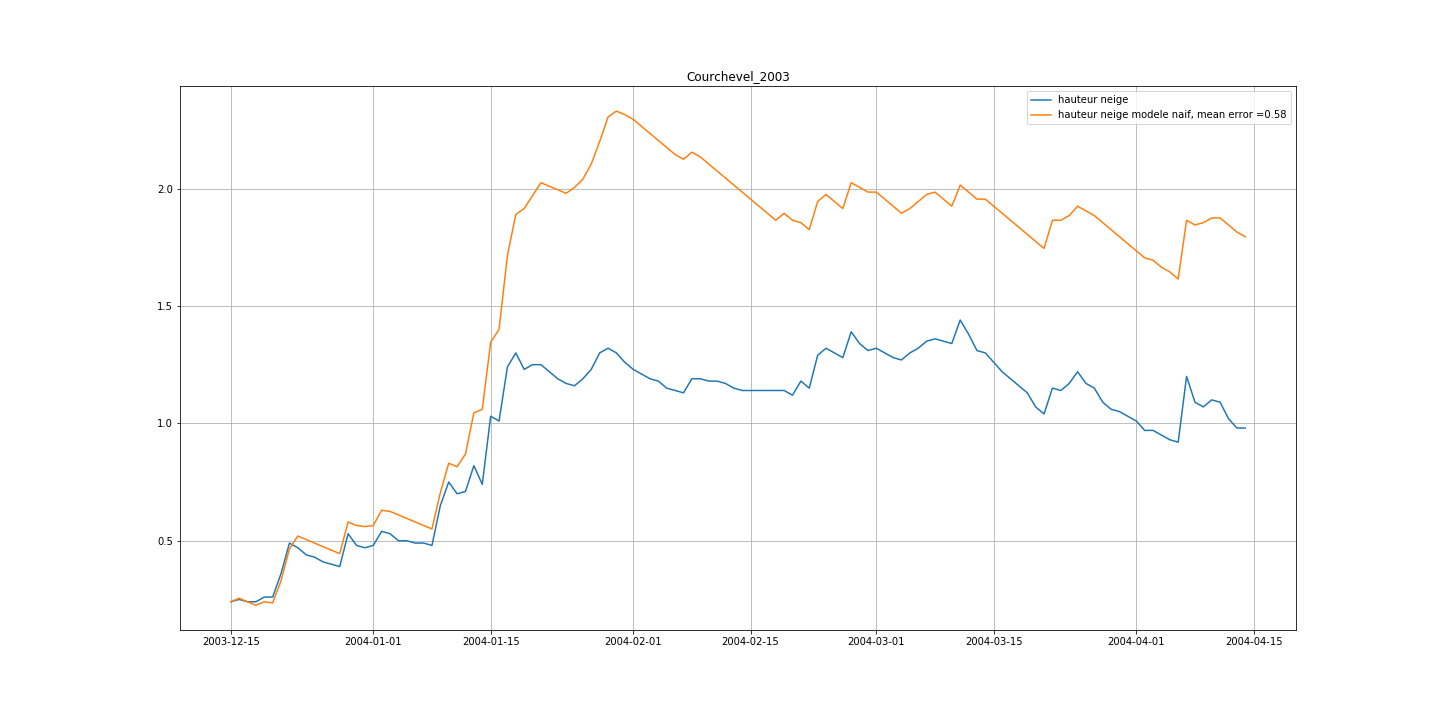 Courchevel_2003
hauteur neige
hauteur neige modele naif, mean error =0.58
2.0
1.5
1.0
0.5
2003-12-15 2004-01-01 2004-01-15 2004-02-01 2004-02-15 2004-03-01 2004-03-15 2004-04-01 2004-04-15